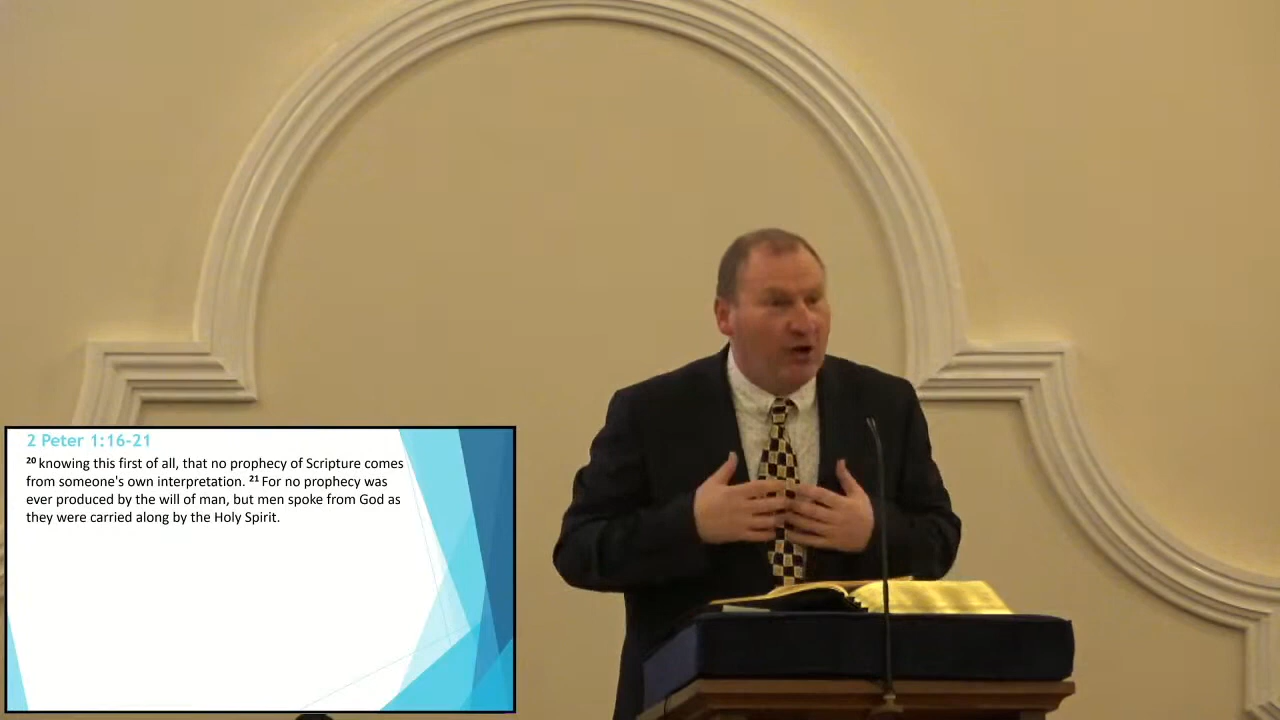 2 Peter 1:16-21
20 knowing this first of all, that no prophecy of Scripture comes
from someone's own interpretation. 21 For no prophecy was
ever produced by the will of man, but men spoke from God as
they were carried along by the Holy Spirit.